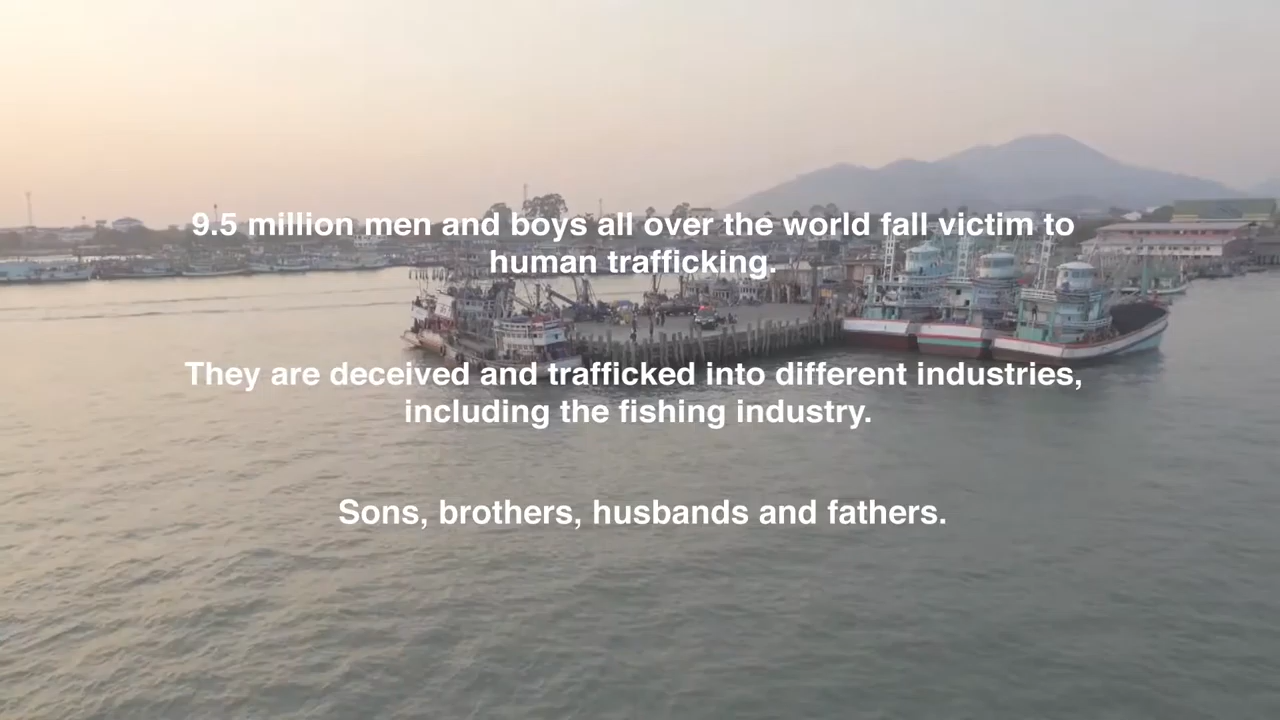 9.5 million men and boys all over the world fall victim to
human trafficking.
They are deceived and trafficked into different industries,
including the fishing industry.
Sons, brothers, husbands and fathers.